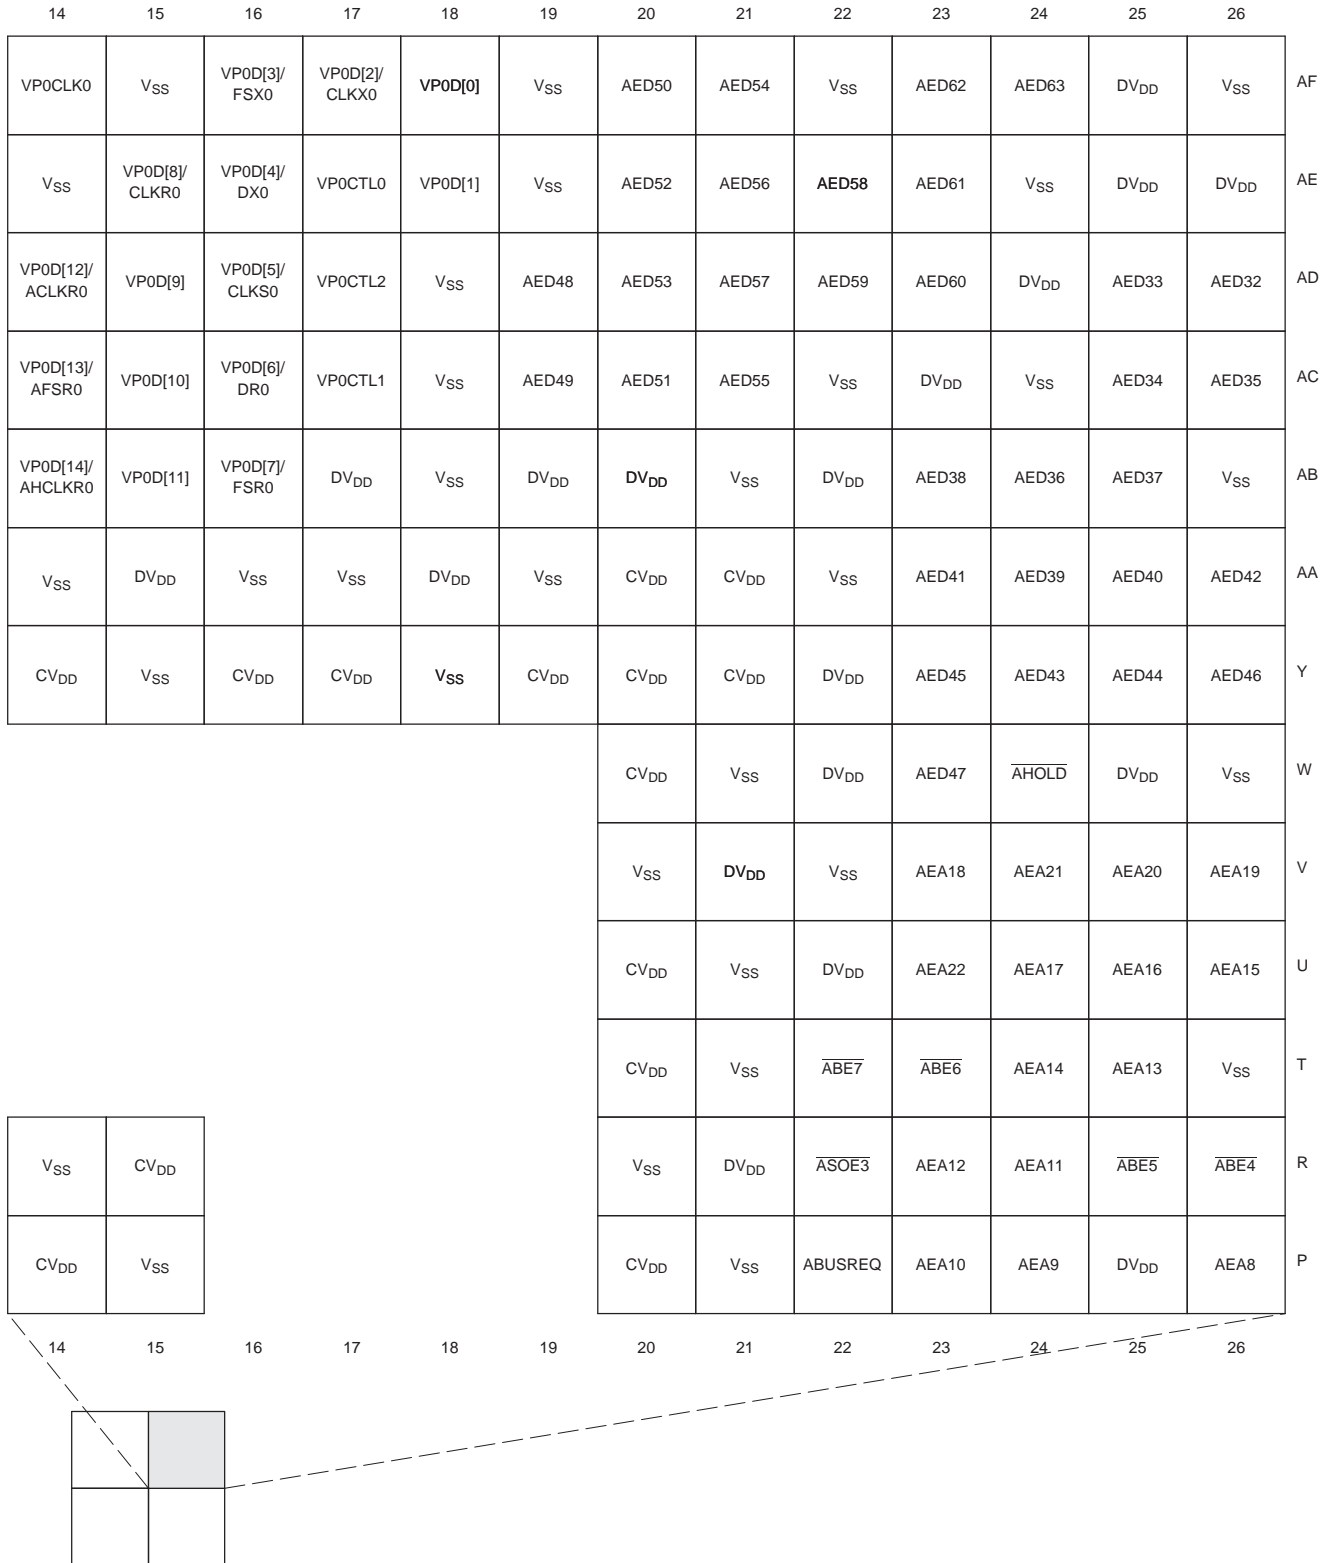 14 15 16 17 18 19 20 21 22 23 24 25 26
VP0CLK0 VSS VP0D[3]/ FSX0 VP0D[2]/ CLKX0 VP0D[0] VSS AED50 AED54 VSS AED62 AED63 DVDD VSS AF
VSS VP0D[8]/ CLKR0 VP0D[4]/ DX0 VP0CTL0 VP0D[1] VSS AED52 AED56 AED58 AED61 VSS DVDD DVDD AE
VP0D[12]/ ACLKR0 VP0D[9] VP0D[5]/ CLKS0 VP0CTL2 VSS AED48 AED53 AED57 AED59 AED60 DVDD AED33 AED32 AD
VP0D[13]/ AFSR0 VP0D[10] VP0D[6]/ DR0 VP0CTL1 VSS AED49 AED51 AED55 VSS DVDD VSS AED34 AED35 AC
VP0D[14]/ AHCLKR0 VP0D[11] VP0D[7]/ FSR0 DVDD VSS DVDD DVDD VSS DVDD AED38 AED36 AED37 VSS AB
VSS DVDD VSS VSS DVDD VSS CVDD CVDD VSS AED41 AED39 AED40 AED42 AA
CVDD VSS CVDD CVDD VSS CVDD CVDD CVDD DVDD AED45 AED43 AED44 AED46 Y
CVDD VSS DVDD AED47 AHOLD DVDD VSS W
VSS DVDD VSS AEA18 AEA21 AEA20 AEA19 V
CVDD VSS DVDD AEA22 AEA17 AEA16 AEA15 U
CVDD VSS ABE7 ABE6 AEA14 AEA13 VSS T
VSS CVDD VSS DVDD ASOE3 AEA12 AEA11 ABE5 ABE4 R
CVDD VSS CVDD VSS ABUSREQ AEA10 AEA9 DVDD AEA8 P
14 15 16 17 18 19 20 21 22 23 24 25 26